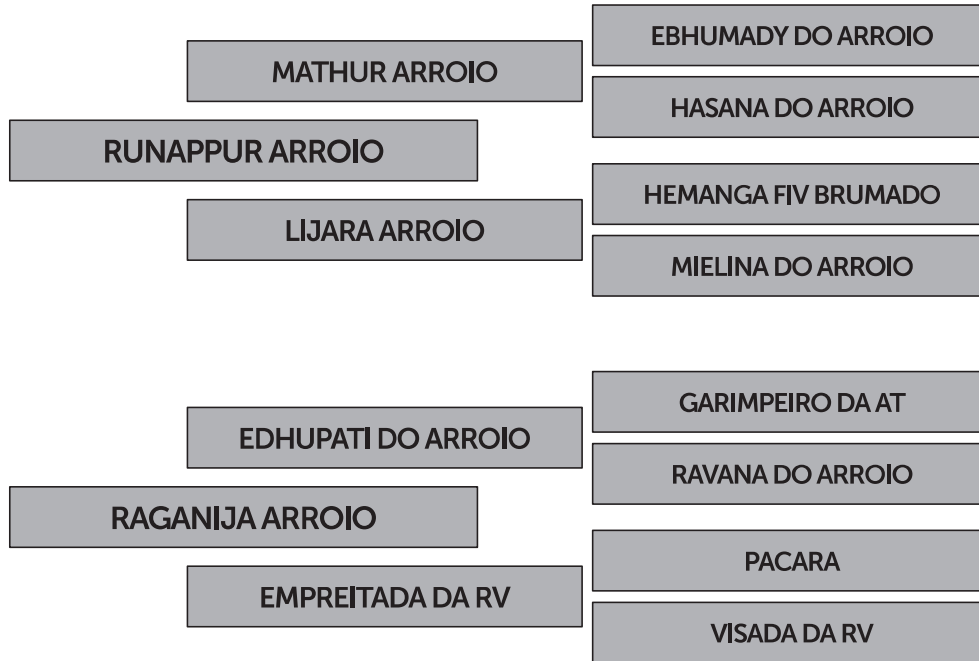 EBHUMADY DO ARROIO
MATHUR ARROIO
HASANA DO ARROIO
RUNAPPUR ARROIO
HEMANGA FIV BRUMADO
LIJARA ARROIO
MIELINA DO ARROIO
GARIMPEIRO DA AT
EDHUPATI DO ARROIO
RAVANA DO ARROIO
RAGANIJA ARROIO
PACARA
EMPREITADA DA RV
VISADA DA RV